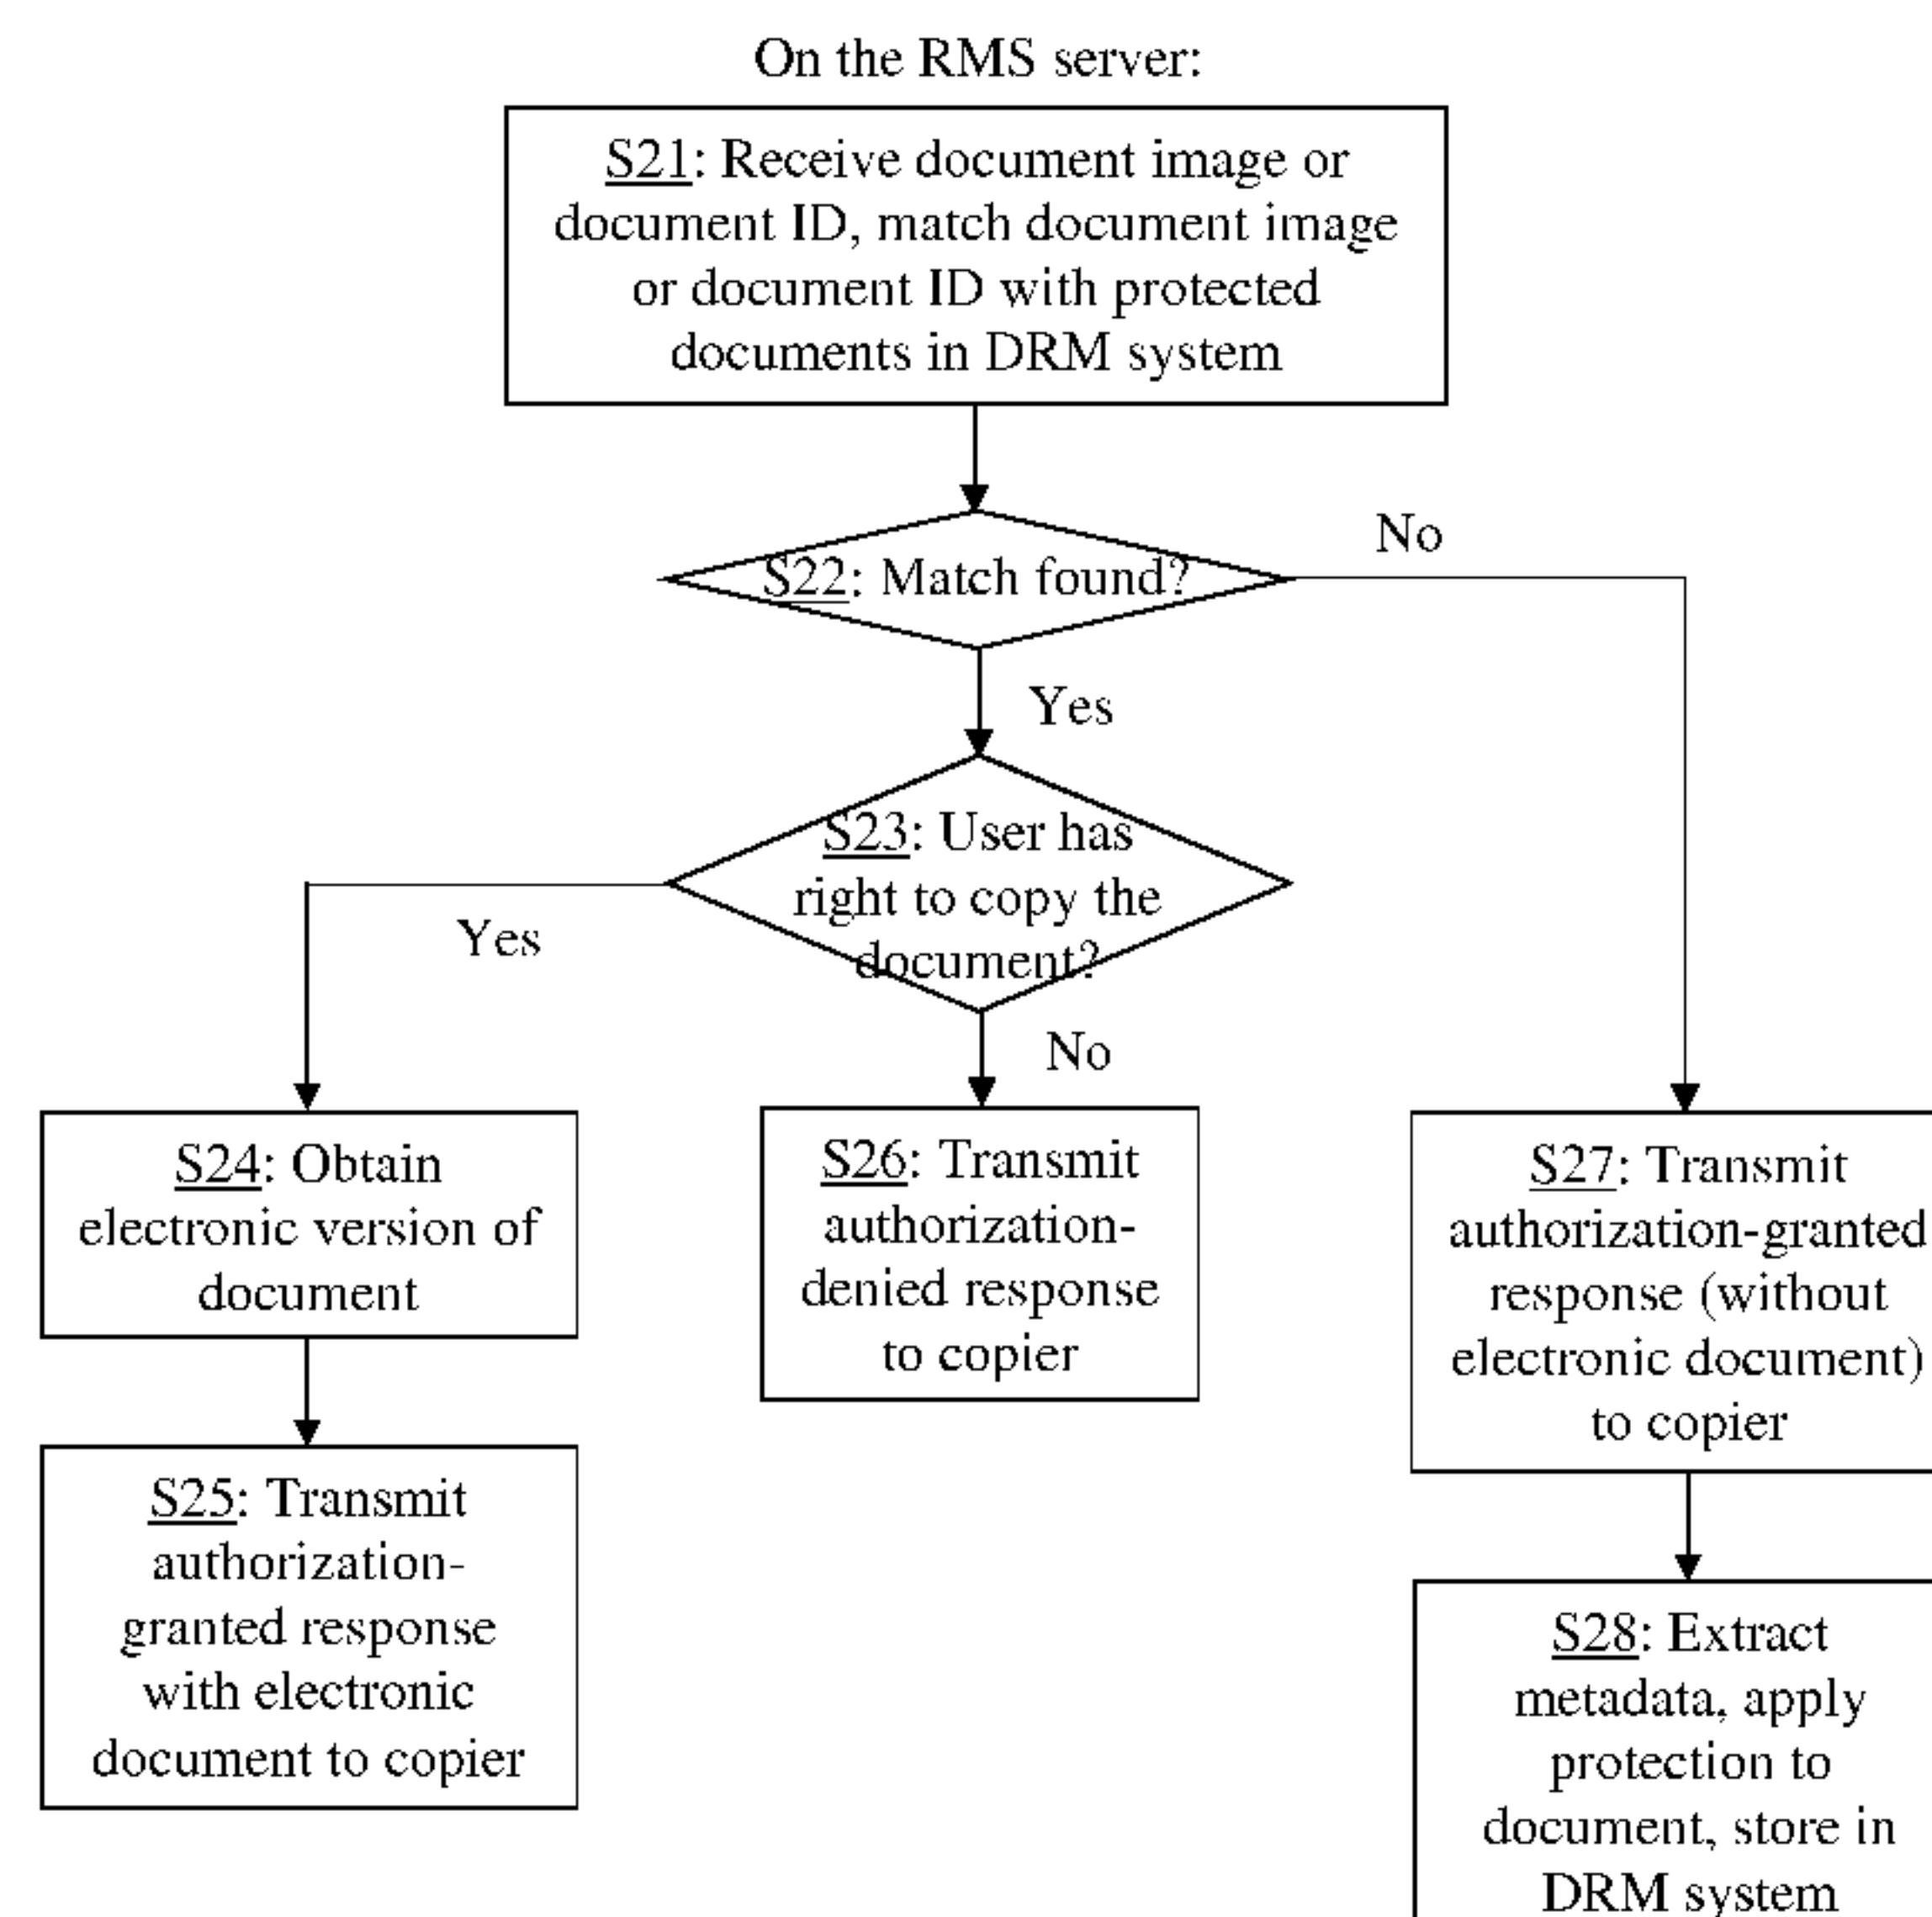 On the RMS server:
S21: Receive document image or
document ID, match document image
or document ID with protected
documents in DRM system
S22: Match found?
No
Yes
S23: User has
right to copy the
document?
Yes
No
S24: Obtain
electronic version of
document
S26: Transmit
authorization-
denied response
to copier
S27: Transmit
authorization-granted
response (without
electronic document)
to copier
S25: Transmit
authorization-
granted response
with electronic
document to copier
S28: Extract
metadata, apply
protection to
document, store in
DRM system